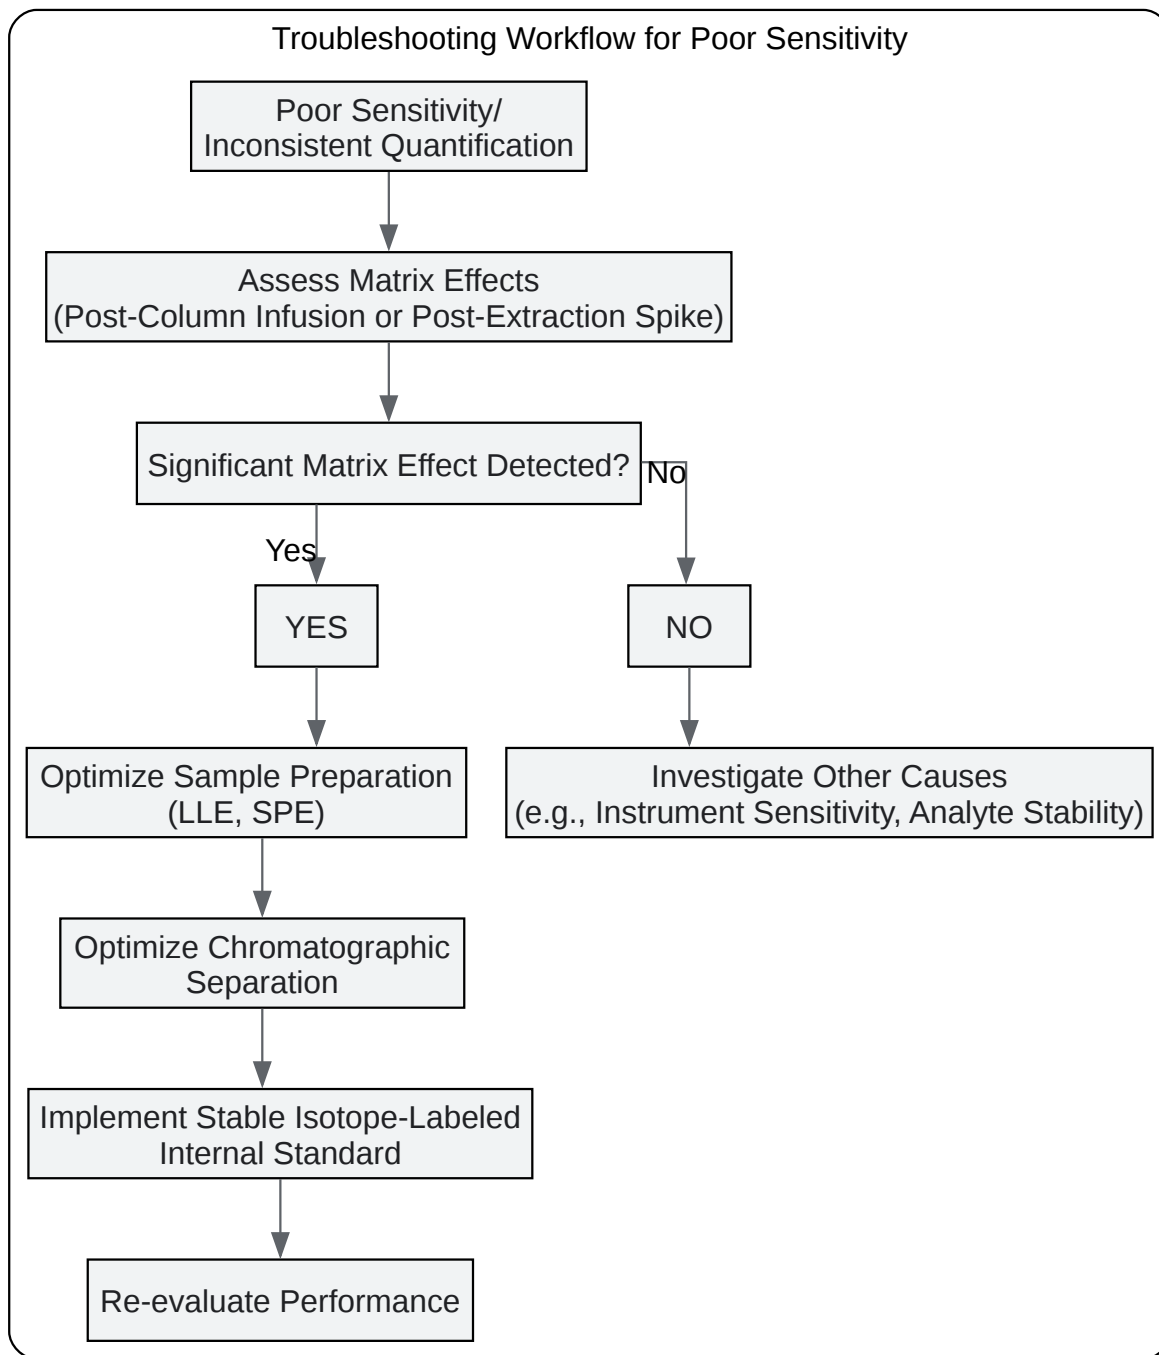 Troubleshooting Workflow for Poor Sensitivity
Poor Sensitivity/
Inconsistent Quantification
Assess Matrix Effects
(Post-Column Infusion or Post-Extraction Spike)
Significant Matrix Effect Detected?
No
Yes
YES
NO
Optimize Sample Preparation
(LLE, SPE)
Investigate Other Causes
(e.g., Instrument Sensitivity, Analyte Stability)
Optimize Chromatographic
Separation
Implement Stable Isotope-Labeled
Internal Standard
Re-evaluate Performance